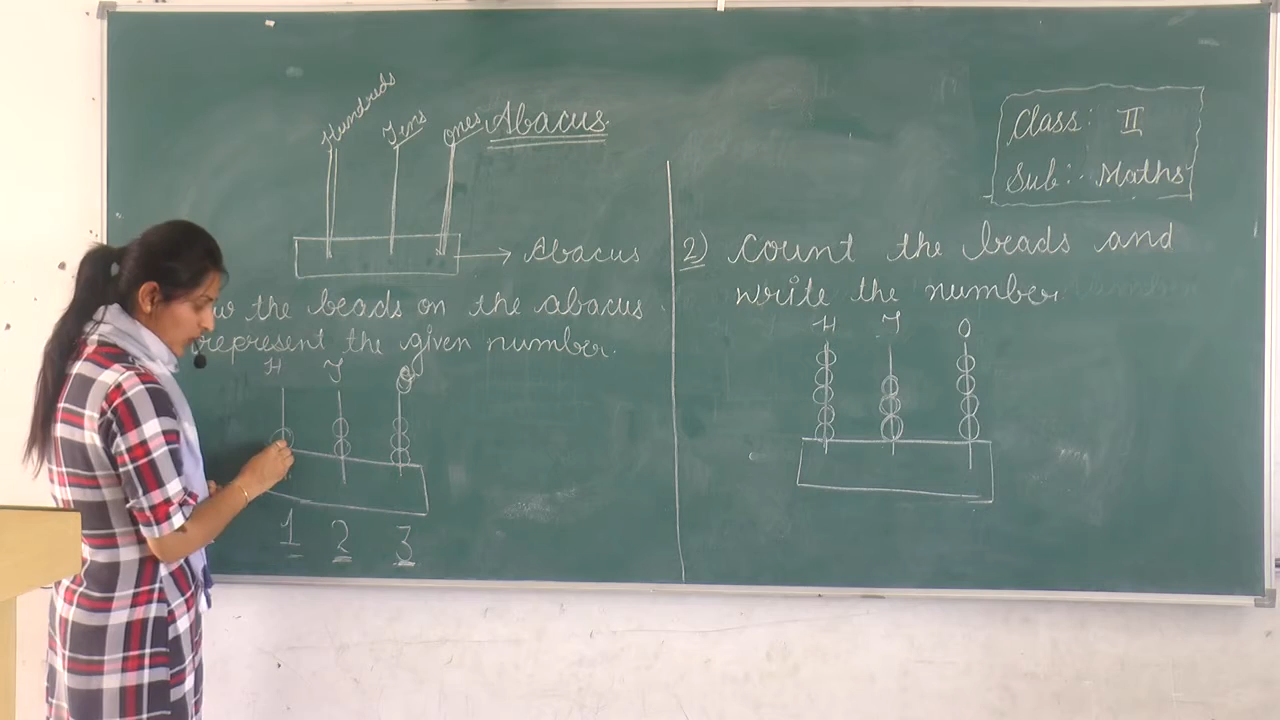 Hundreds Tens Ones
Abacus
Class: II
Sub:- Maths
Abacus
the beads on the abacus
represent the given number.
H T O
1 2 3
2) Count the beads and
write the number
H T O